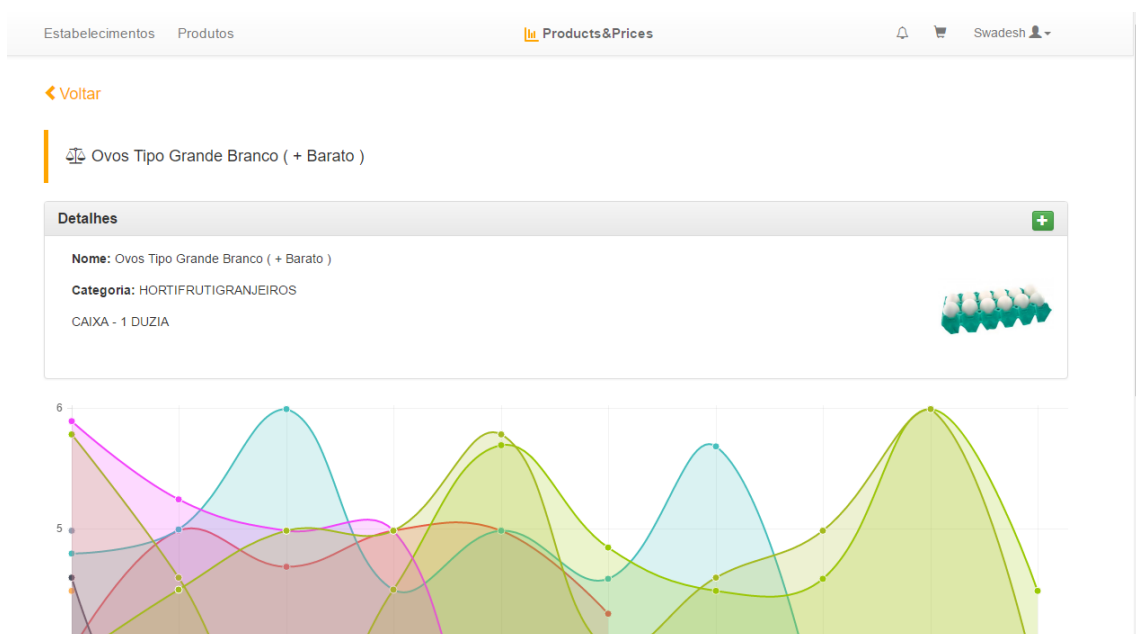 Estabelecimentos Produtos Products&Prices Swadesh
Voltar
Ovos Tipo Grande Branco ( + Barato )
Detalhes
Nome: Ovos Tipo Grande Branco ( + Barato )
Categoria: HORTIFRUTIGRANJEIROS
CAIXA - 1 DUZIA
6
5